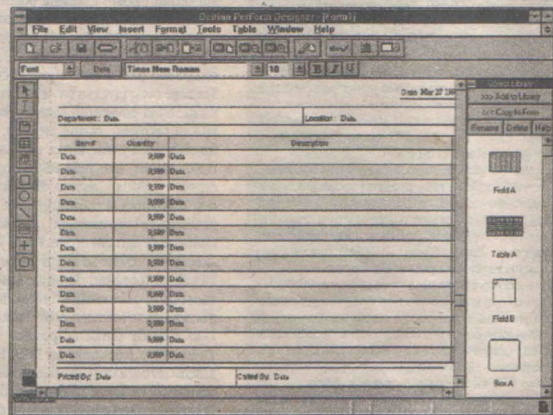 Delrina PerForm Designer - [Form1]
File Edit View Insert Format Tools Table Window Help
Font Data Times New Roman 10 B I U
Date: Mar 27 199
>>> Add to Library
<<< Copy to Form
Rename Delete Help
Department: Data Location: Data
Item# Quantity Description
Data 9,999 Data
Data 9,999 Data
Data 9,999 Data
Data 9,999 Data
Data 9,999 Data
Data 9,999 Data
Data 9,999 Data
Data 9,999 Data
Data 9,999 Data
Data 9,999 Data
Data 9,999 Data
Data 9,999 Data
Data 9,999 Data
Data 9,999 Data
Priced By: Data Called By: Data
Field A
Table A
Field B
Box A